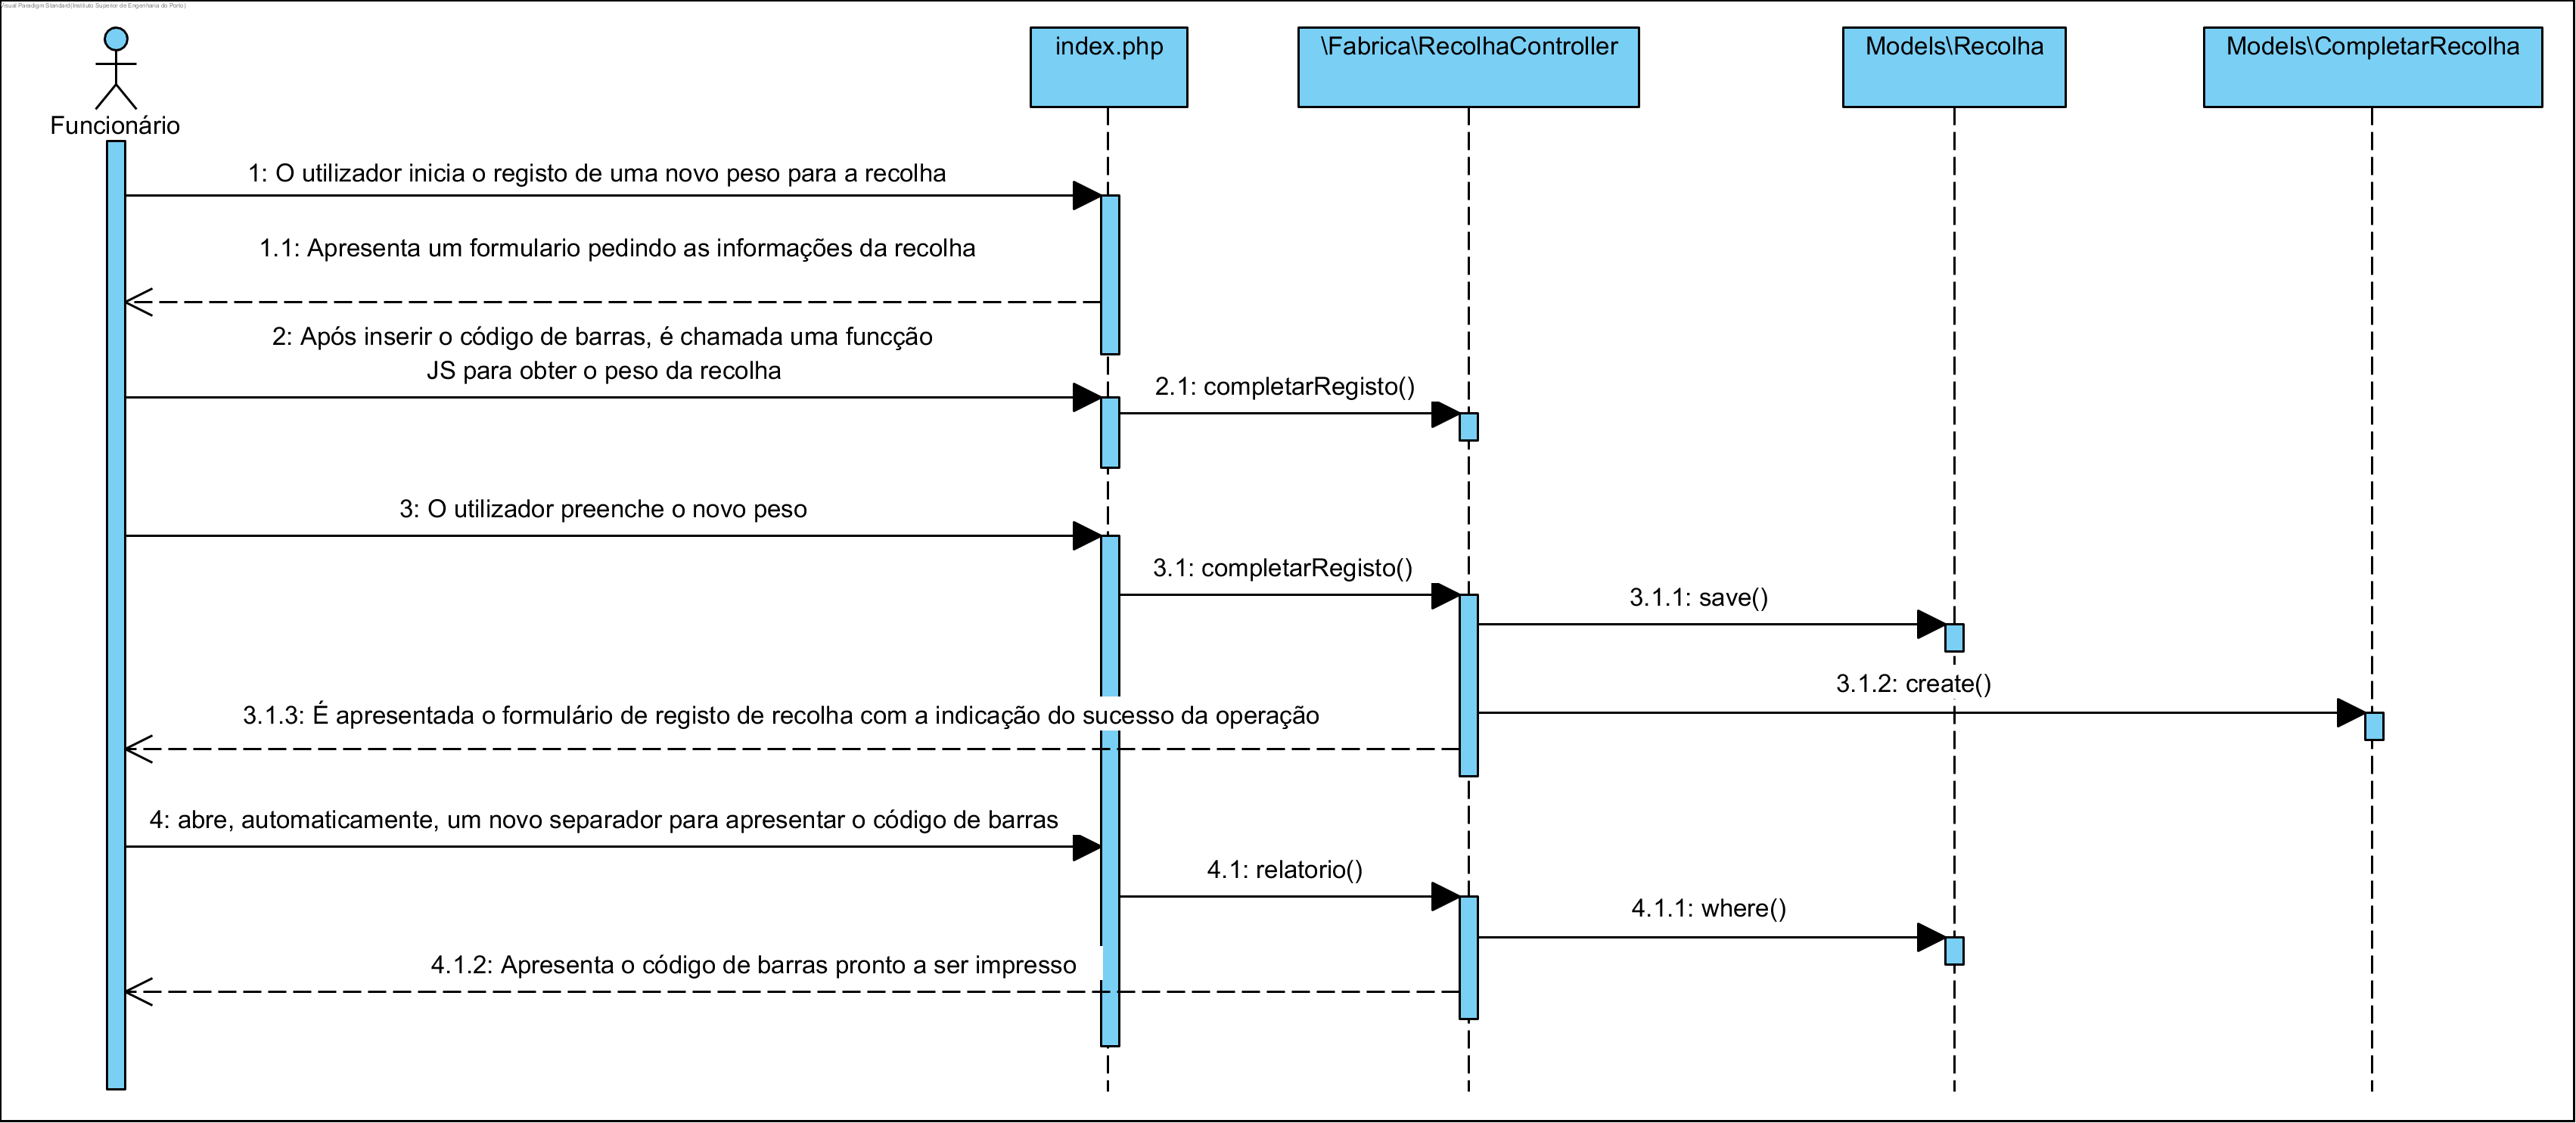 Visual Paradigm Standard(Instituto Superior de Engenharia do Porto)
index.php
\Fabrica\RecolhaController
Models\Recolha
Models\CompletarRecolha
Funcionário
1: O utilizador inicia o registo de uma novo peso para a recolha
1.1: Apresenta um formulario pedindo as informações da recolha
2: Após inserir o código de barras, é chamada uma funcção
JS para obter o peso da recolha
2.1: completarRegisto()
3: O utilizador preenche o novo peso
3.1: completarRegisto()
3.1.1: save()
3.1.2: create()
3.1.3: É apresentada o formulário de registo de recolha com a indicação do sucesso da operação
4: abre, automaticamente, um novo separador para apresentar o código de barras
4.1: relatorio()
4.1.1: where()
4.1.2: Apresenta o código de barras pronto a ser impresso